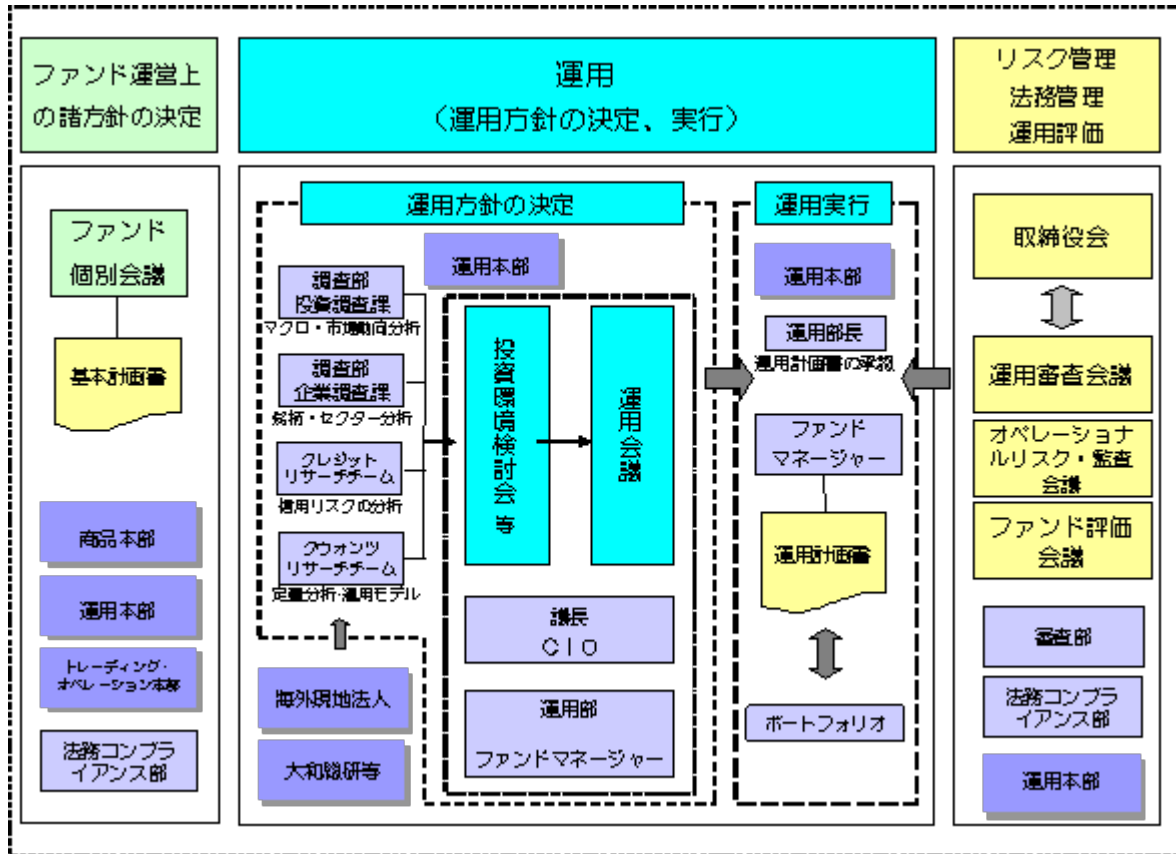 ファンド運営上
の諸方針の決定
運用
(運用方針の決定、実行)
リスク管理
法務管理
運用評価
ファンド
個別会議
基本計画書
商品本部
運用本部
トレーディング・
オペレーション本部
法務コンプラ
イアンス部
運用方針の決定
運用本部
調査部
投資調査課
マクロ・市場動向分析
調査部
企業調査課
銘柄・セクター分析
クレジット
リサーチチーム
信用リスクの分析
クウォンツ
リサーチチーム
定量分析・運用モデル
海外現地法人
大和総研等
投資環境検討会 等
運用会議
議長
CIO
運用部
ファンドマネージャー
運用実行
運用本部
運用部長
運用計画書の承認
ファンド
マネージャー
運用計画書
ポートフォリオ
取締役会
運用審査会議
オペレーショナ
ルリスク・監査
会議
ファンド評価
会議
審査部
法務コンプラ
イアンス部
運用本部